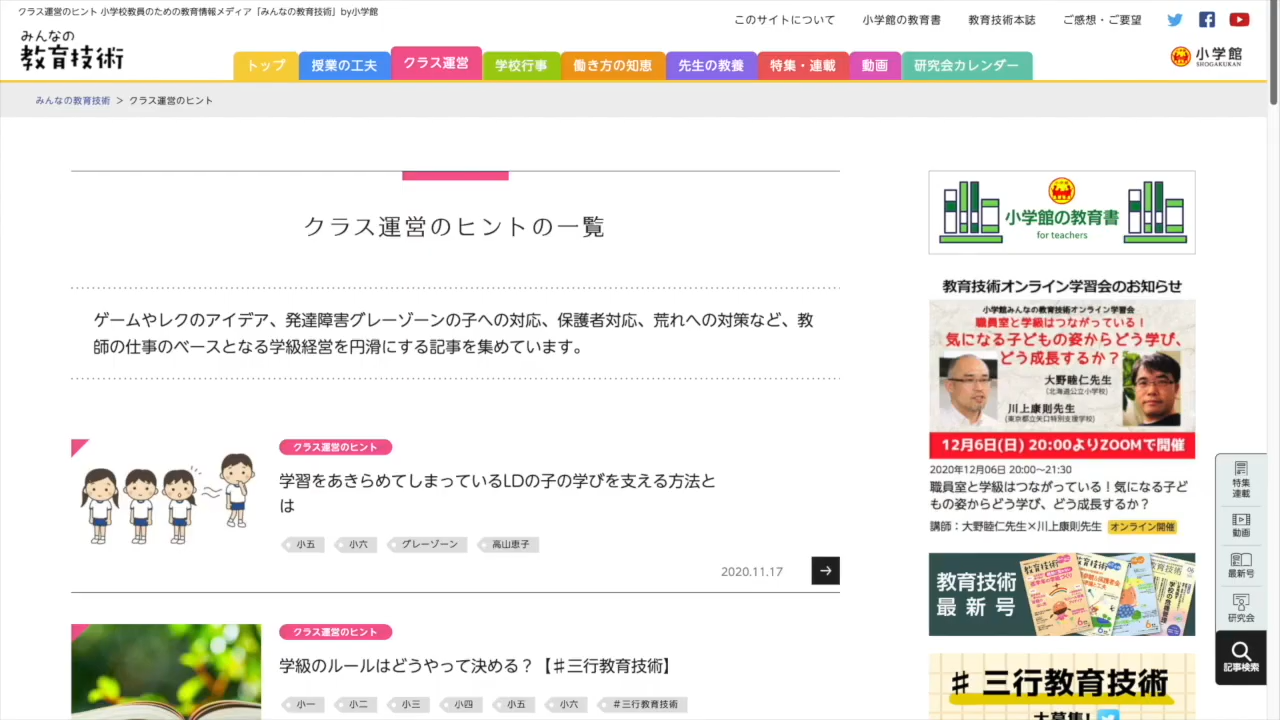 クラス運営のヒント 小学校教員のための教育情報メディア「みんなの教育技術」by小学館
このサイトについて
小学館の教育書
教育技術本誌
ご感想・ご要望
みんなの
教育技術
トップ
授業の工夫
クラス運営
学校行事
働き方の知恵
先生の教養
特集・連載
動画
研究会カレンダー
小学館
SHOGAKUKAN
みんなの教育技術 > クラス運営のヒント
クラス運営のヒントの一覧
ゲームやレクのアイデア、発達障害グレーゾーンの子への対応、保護者対応、荒れへの対策など、教
師の仕事のベースとなる学級経営を円滑にする記事を集めています。
クラス運営のヒント
学習をあきらめてしまっているLDの子の学びを支える方法と
は
小五
小六
グレーゾーン
高山恵子
2020.11.17
クラス運営のヒント
学級のルールはどうやって決める？【♯三行教育技術】
小一
小二
小三
小四
小五
小六
♯三行教育技術
小学館の教育書
for teachers
教育技術オンライン学習会のお知らせ
小学館みんなの教育技術オンライン学習会
職員室と学級はつながっている！
気になる子どもの姿からどう学び、
どう成長するか？
大野睦仁先生
(北海道公立小学校)
川上康則先生
(東京都立矢口特別支援学校)
12月6日(日) 20:00よりZOOMで開催
2020年12月06日 20:00〜21:30
職員室と学級はつながっている！気になる子ど
もの姿からどう学び、どう成長するか？
講師：大野睦仁先生×川上康則先生
オンライン開催
教育技術
最新号
♯三行教育技術
大募集!
特集
連載
動画
最新号
研究会
記事検索